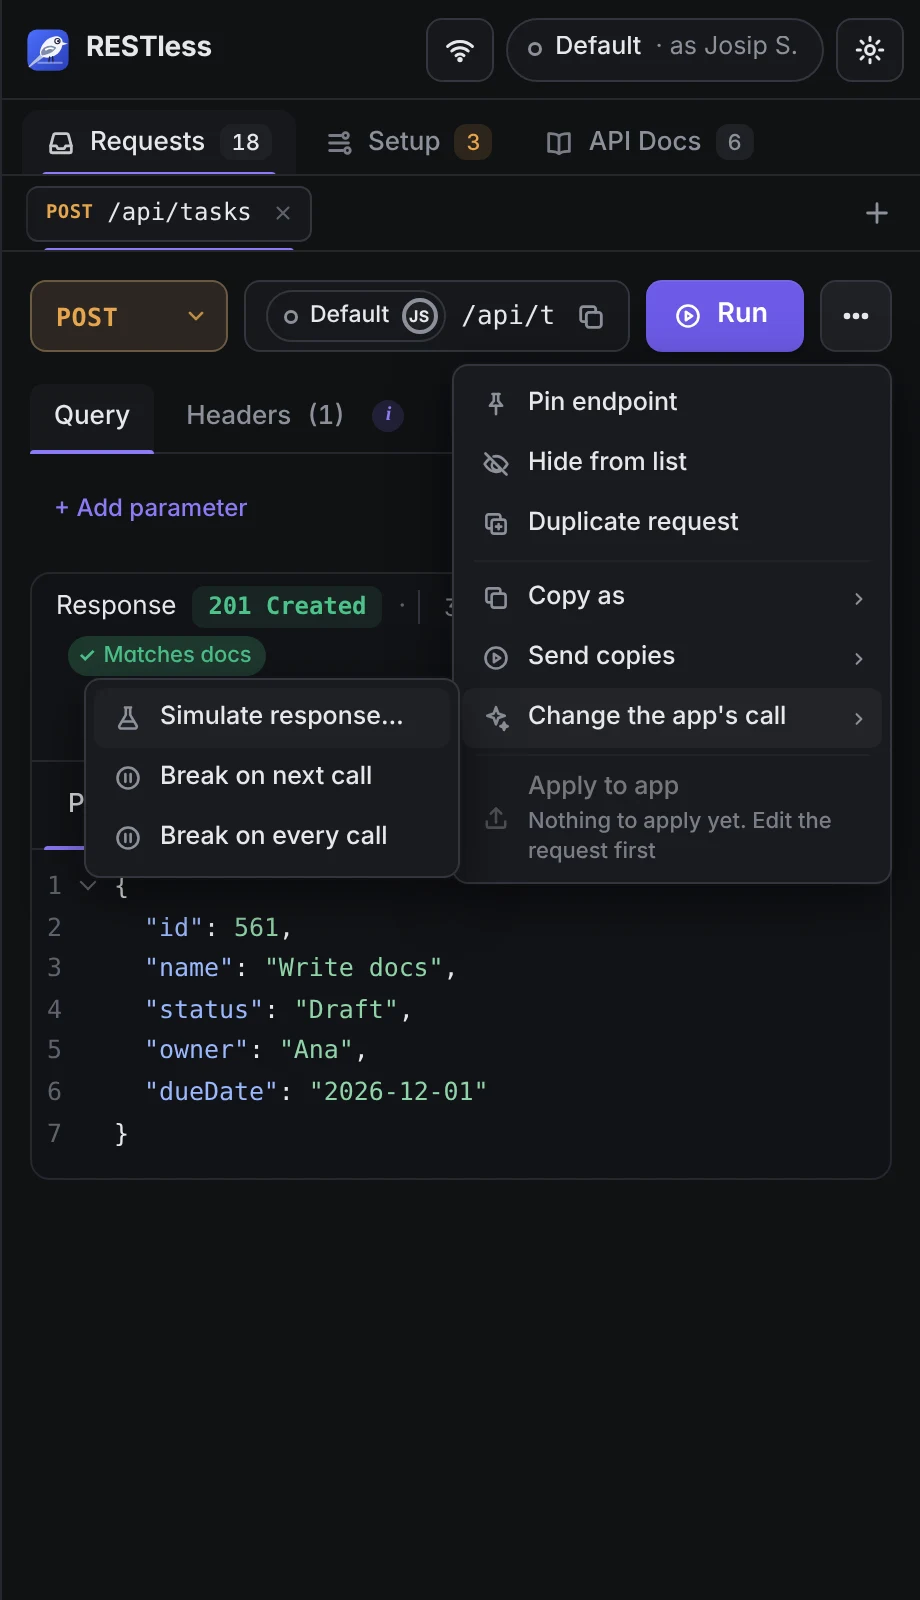 RESTless
Default · as Josip S.
Requests 18
Setup 3
API Docs 6
POST /api/tasks
POST
Default JS /api/t
Run
Query
Headers (1) i
+ Add parameter
Response 201 Created ·
Matches docs
Pin endpoint
Hide from list
Duplicate request
Copy as
Send copies
Change the app's call
Apply to app
Nothing to apply yet. Edit the
request first
Simulate response...
Break on next call
Break on every call
1 {
2 "id": 561,
3 "name": "Write docs",
4 "status": "Draft",
5 "owner": "Ana",
6 "dueDate": "2026-12-01"
7 }